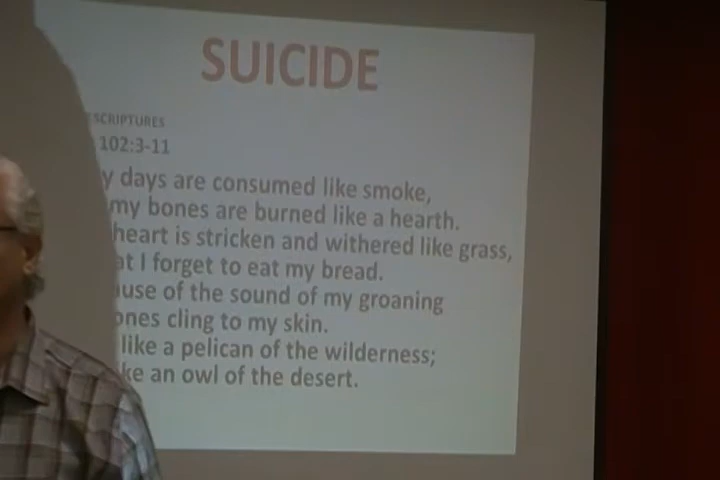 SUICIDE
SCRIPTURES
102:3-11
y days are consumed like smoke,
my bones are burned like a hearth.
heart is stricken and withered like grass,
at I forget to eat my bread.
use of the sound of my groaning
ones cling to my skin.
like a pelican of the wilderness;
ke an owl of the desert.